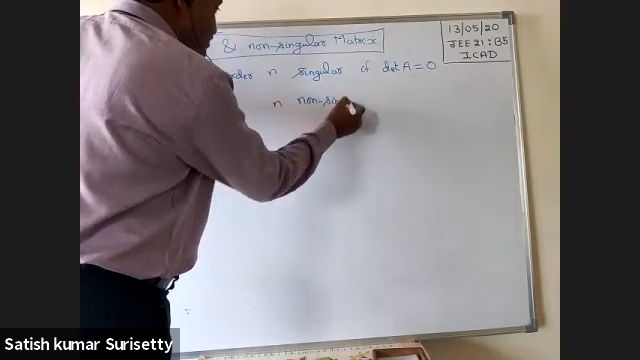 & non-singular Matrix
13/05/20
JEE 21: B5
ICAD
order n singular if det A = 0
n non-sin
Satish kumar Surisetty